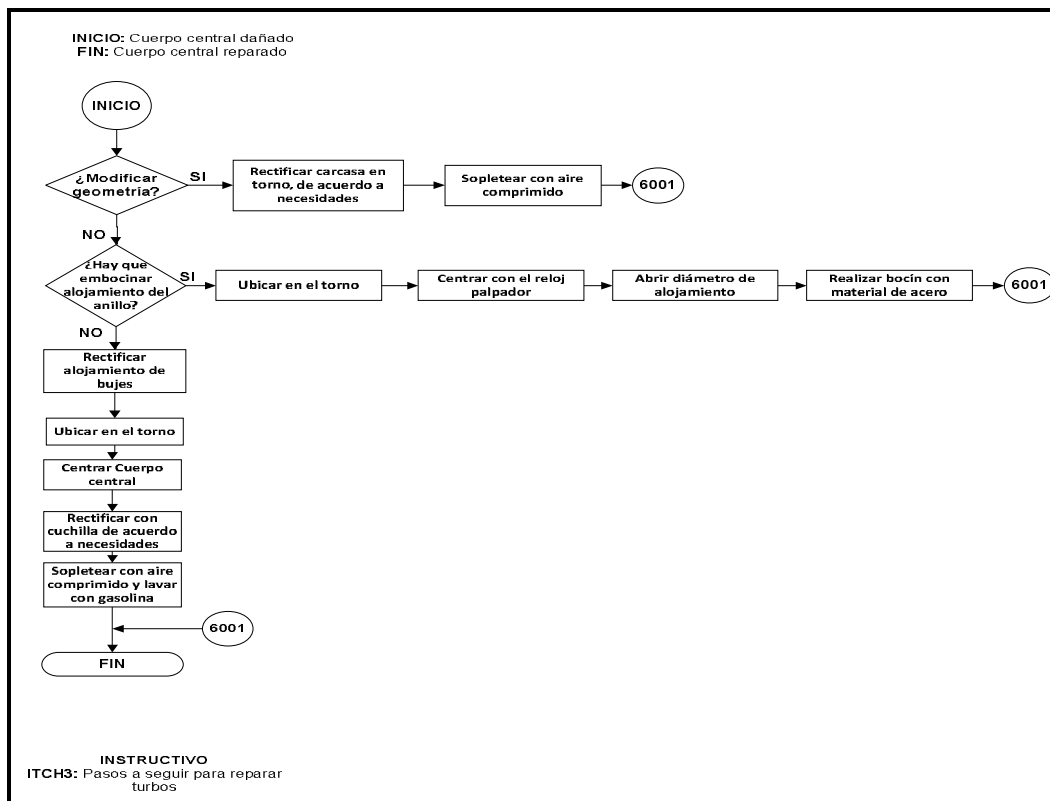 INICIO: Cuerpo central dañado
FIN: Cuerpo central reparado
INICIO
¿Modificar
geometría?
SI
Rectificar carcasa en
torno, de acuerdo a
necesidades
Sopletear con aire
comprimido
6001
NO
¿Hay que
embocinar
alojamiento del
anillo?
SI
Ubicar en el torno
Centrar con el reloj
palpador
Abrir diámetro de
alojamiento
Realizar bocín con
material de acero
6001
NO
Rectificar
alojamiento de
bujes
Ubicar en el torno
Centrar Cuerpo
central
Rectificar con
cuchilla de acuerdo
a necesidades
Sopletear con aire
comprimido y lavar
con gasolina
6001
FIN
INSTRUCTIVO
ITCH3: Pasos a seguir para reparar
turbos